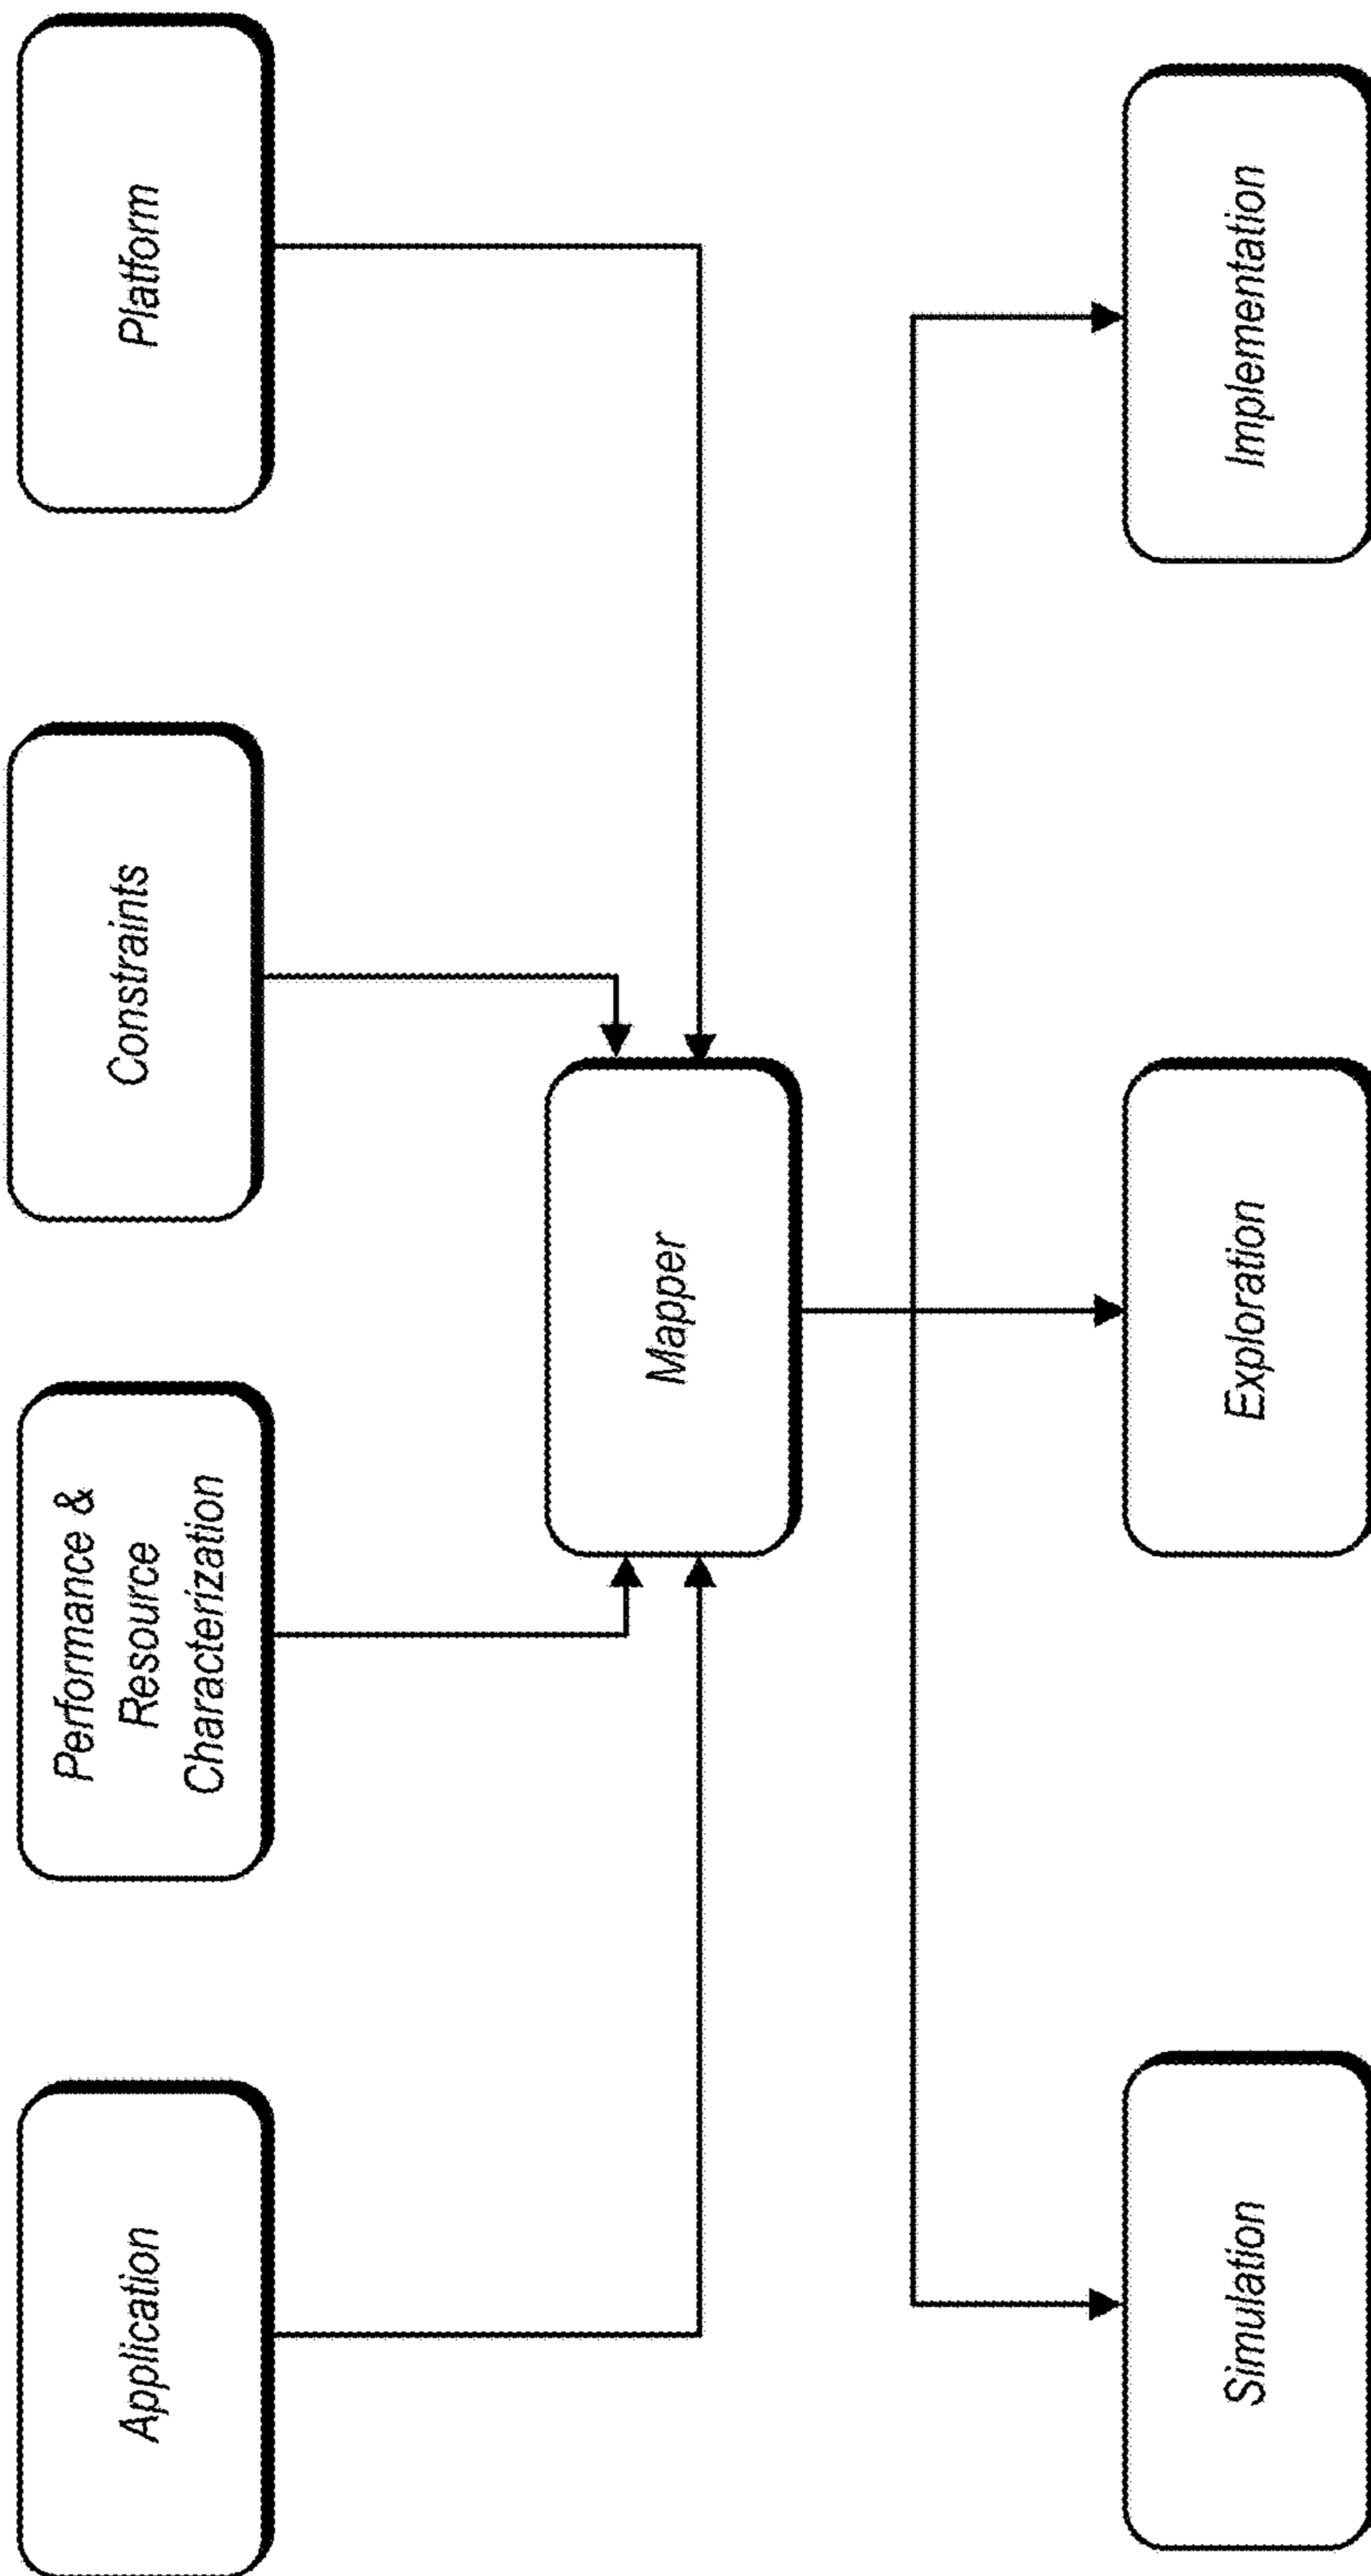 Application
Performance &
Resource
Characterization
Constraints
Platform
Mapper
Simulation
Exploration
Implementation